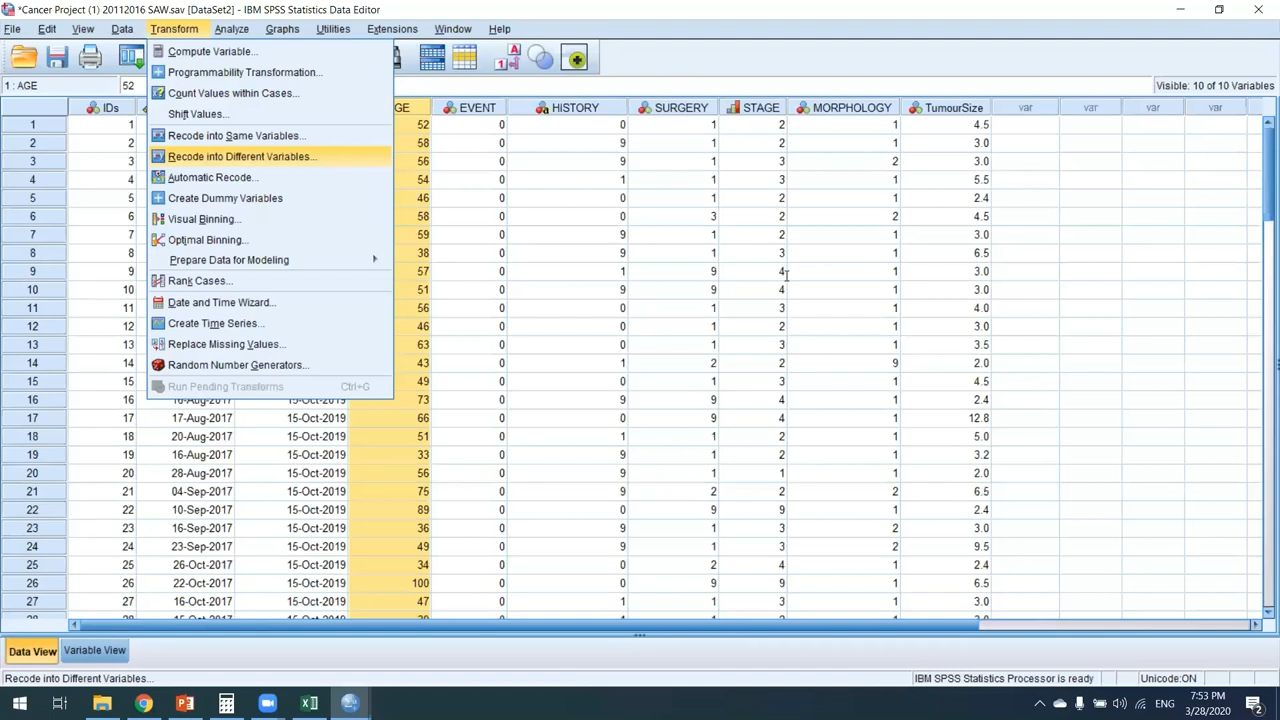 *Cancer Project (1) 20112016 SAW.sav [DataSet2] - IBM SPSS Statistics Data Editor
File Edit View Data Transform Analyze Graphs Utilities Extensions Window Help
1 : AGE 52 Visible: 10 of 10 Variables
Compute Variable...
Programmability Transformation...
Count Values within Cases...
Shift Values...
Recode into Same Variables...
Recode into Different Variables...
Automatic Recode...
Create Dummy Variables
Visual Binning...
Optimal Binning...
Prepare Data for Modeling
Rank Cases...
Date and Time Wizard...
Create Time Series...
Replace Missing Values...
Random Number Generators...
Run Pending Transforms Ctrl+G
IDs GE EVENT HISTORY SURGERY STAGE MORPHOLOGY TumourSize var var var var
1 1 52 0 0 1 2 1 4.5
2 2 58 0 9 1 2 1 3.0
3 3 56 0 9 1 3 2 3.0
4 4 54 0 1 1 3 1 5.5
5 5 46 0 0 1 2 1 2.4
6 6 58 0 0 3 2 2 4.5
7 7 59 0 9 1 2 1 3.0
8 8 38 0 9 1 3 1 6.5
9 9 57 0 1 9 4 1 3.0
10 10 51 0 9 9 4 1 3.0
11 11 56 0 0 1 3 1 4.0
12 12 46 0 0 1 2 1 3.0
13 13 63 0 0 1 3 1 3.5
14 14 43 0 1 2 2 9 2.0
15 15 49 0 0 1 3 1 4.5
16 16 16-Aug-2017 15-Oct-2019 73 0 9 9 4 1 2.4
17 17 17-Aug-2017 15-Oct-2019 66 0 0 9 4 1 12.8
18 18 20-Aug-2017 15-Oct-2019 51 0 1 1 2 1 5.0
19 19 16-Aug-2017 15-Oct-2019 33 0 9 1 2 1 3.2
20 20 28-Aug-2017 15-Oct-2019 56 0 9 1 1 1 2.0
21 21 04-Sep-2017 15-Oct-2019 75 0 9 2 2 2 6.5
22 22 10-Sep-2017 15-Oct-2019 89 0 0 9 9 1 2.4
23 23 16-Sep-2017 15-Oct-2019 36 0 9 1 3 2 3.0
24 24 23-Sep-2017 15-Oct-2019 49 0 9 1 3 2 9.5
25 25 26-Oct-2017 15-Oct-2019 34 0 0 2 4 1 2.4
26 26 22-Oct-2017 15-Oct-2019 100 0 0 9 9 1 6.5
27 27 16-Oct-2017 15-Oct-2019 47 0 1 1 3 1 3.0
Data View Variable View
Recode into Different Variables... IBM SPSS Statistics Processor is ready Unicode:ON
ENG 7:53 PM
3/28/2020
2